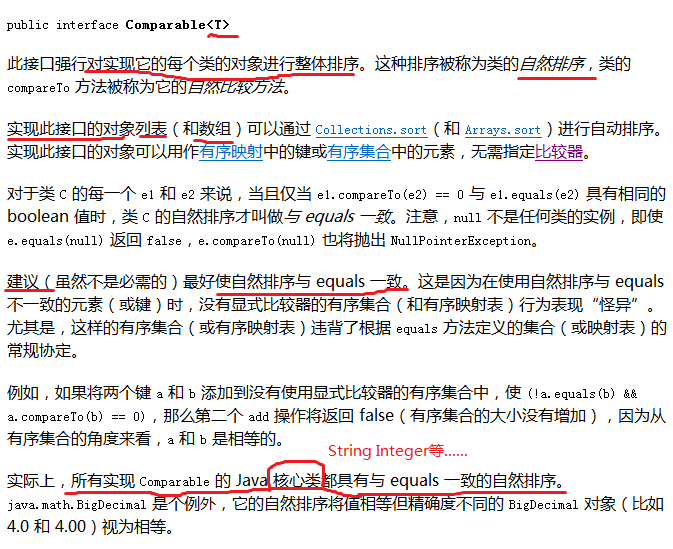 public interface Comparable<T>
此接口强行对实现它的每个类的对象进行整体排序。这种排序被称为类的自然排序，类的
compareTo 方法被称为它的自然比较方法。
实现此接口的对象列表（和数组）可以通过 Collections.sort（和 Arrays.sort）进行自动排序。
实现此接口的对象可以用作有序映射中的键或有序集合中的元素，无需指定比较器。
对于类 C 的每一个 e1 和 e2 来说，当且仅当 e1.compareTo(e2) == 0 与 e1.equals(e2) 具有相同的
boolean 值时，类 C 的自然排序才叫做与 equals 一致。注意，null 不是任何类的实例，即使
e.equals(null) 返回 false，e.compareTo(null) 也将抛出 NullPointerException。
建议（虽然不是必需的）最好使自然排序与 equals 一致。这是因为在使用自然排序与 equals
不一致的元素（或键）时，没有显式比较器的有序集合（和有序映射表）行为表现“怪异”。
尤其是，这样的有序集合（或有序映射表）违背了根据 equals 方法定义的集合（或映射表）的
常规协定。
例如，如果将两个键 a 和 b 添加到没有使用显式比较器的有序集合中，使 (!a.equals(b) &&
a.compareTo(b) == 0)，那么第二个 add 操作将返回 false（有序集合的大小没有增加），因为从
有序集合的角度来看，a 和 b 是相等的。
String Integer等......
实际上，所有实现 Comparable 的 Java 核心类都具有与 equals 一致的自然排序。
java.math.BigDecimal 是个例外，它的自然排序将值相等但精确度不同的 BigDecimal 对象（比如
4.0 和 4.00）视为相等。